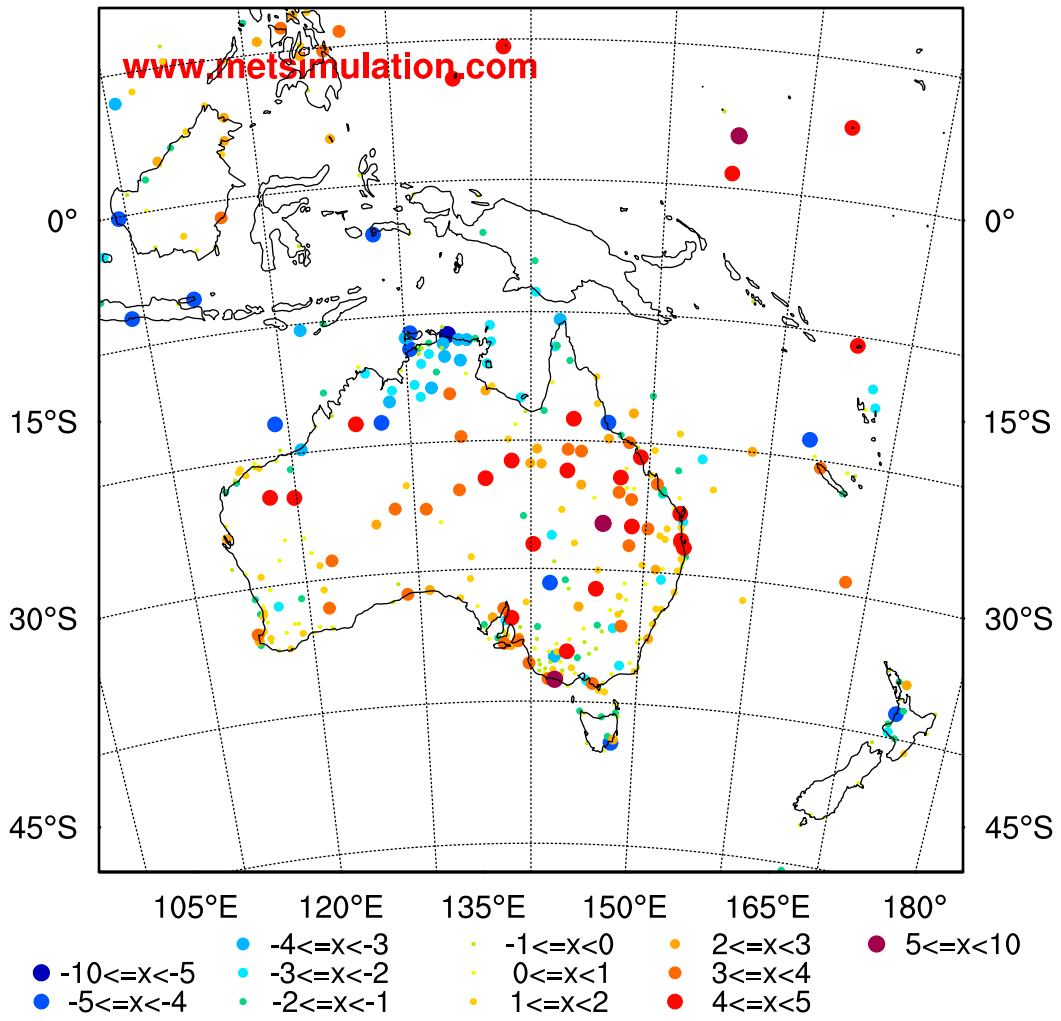 www.metsimulation.com
0° 0°
15°S 15°S
30°S 30°S
45°S 45°S
105°E 120°E 135°E 150°E 165°E 180°
-4<=x<-3 -1<=x<0 2<=x<3 5<=x<10
-10<=x<-5 -3<=x<-2 0<=x<1 3<=x<4
-5<=x<-4 -2<=x<-1 1<=x<2 4<=x<5